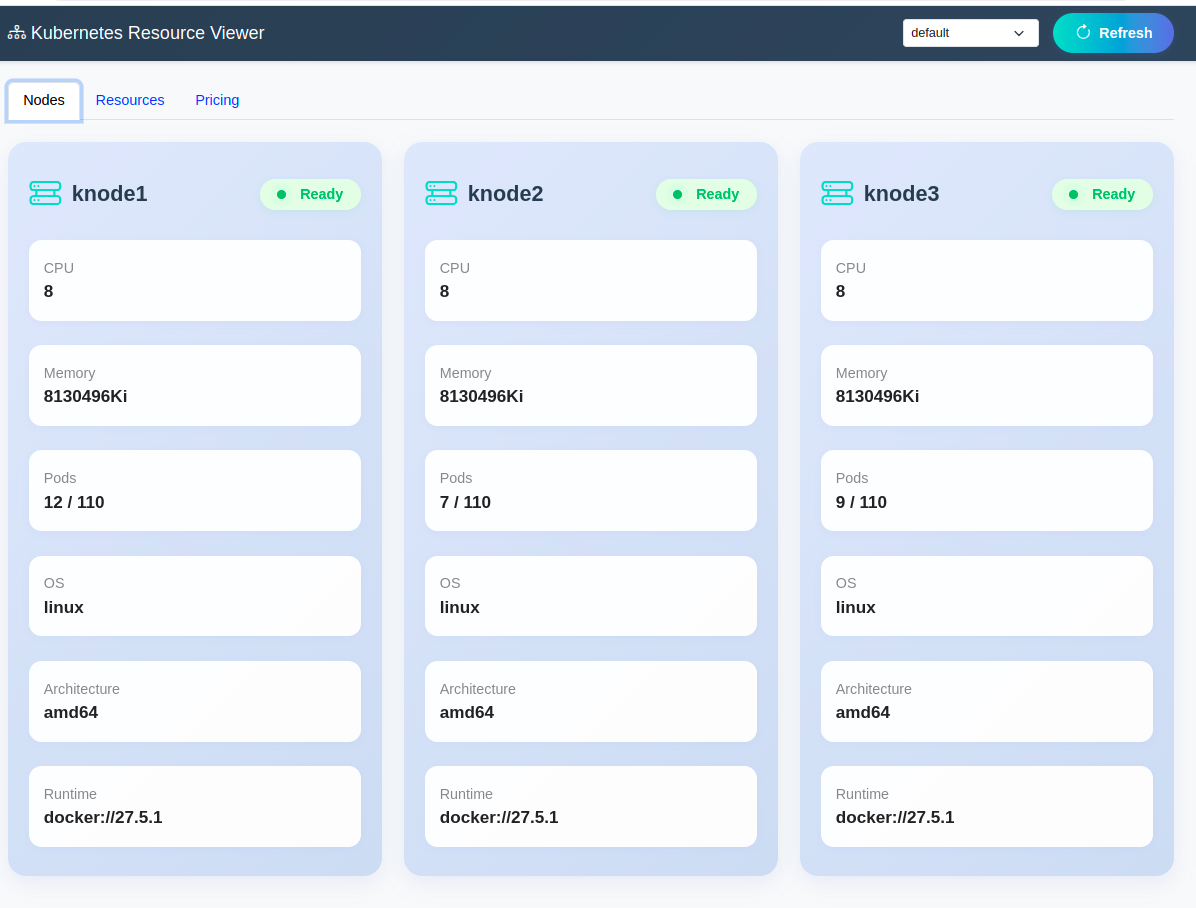 Kubernetes Resource Viewer
default
Refresh
Nodes
Resources
Pricing
knode1
Ready
CPU
8
Memory
8130496Ki
Pods
12 / 110
OS
linux
Architecture
amd64
Runtime
docker://27.5.1
knode2
Ready
CPU
8
Memory
8130496Ki
Pods
7 / 110
OS
linux
Architecture
amd64
Runtime
docker://27.5.1
knode3
Ready
CPU
8
Memory
8130496Ki
Pods
9 / 110
OS
linux
Architecture
amd64
Runtime
docker://27.5.1